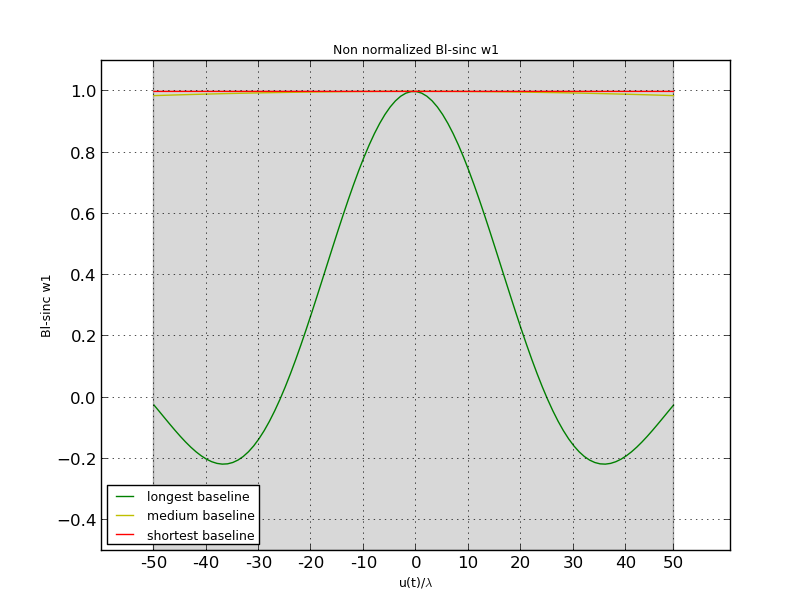 Non normalized Bl-sinc w1
Bl-sinc w1
1.0
0.8
0.6
0.4
0.2
0.0
−0.2
−0.4
longest baseline
medium baseline
shortest baseline
-50 -40 -30 -20 -10 0 10 20 30 40 50
u(t)/λ